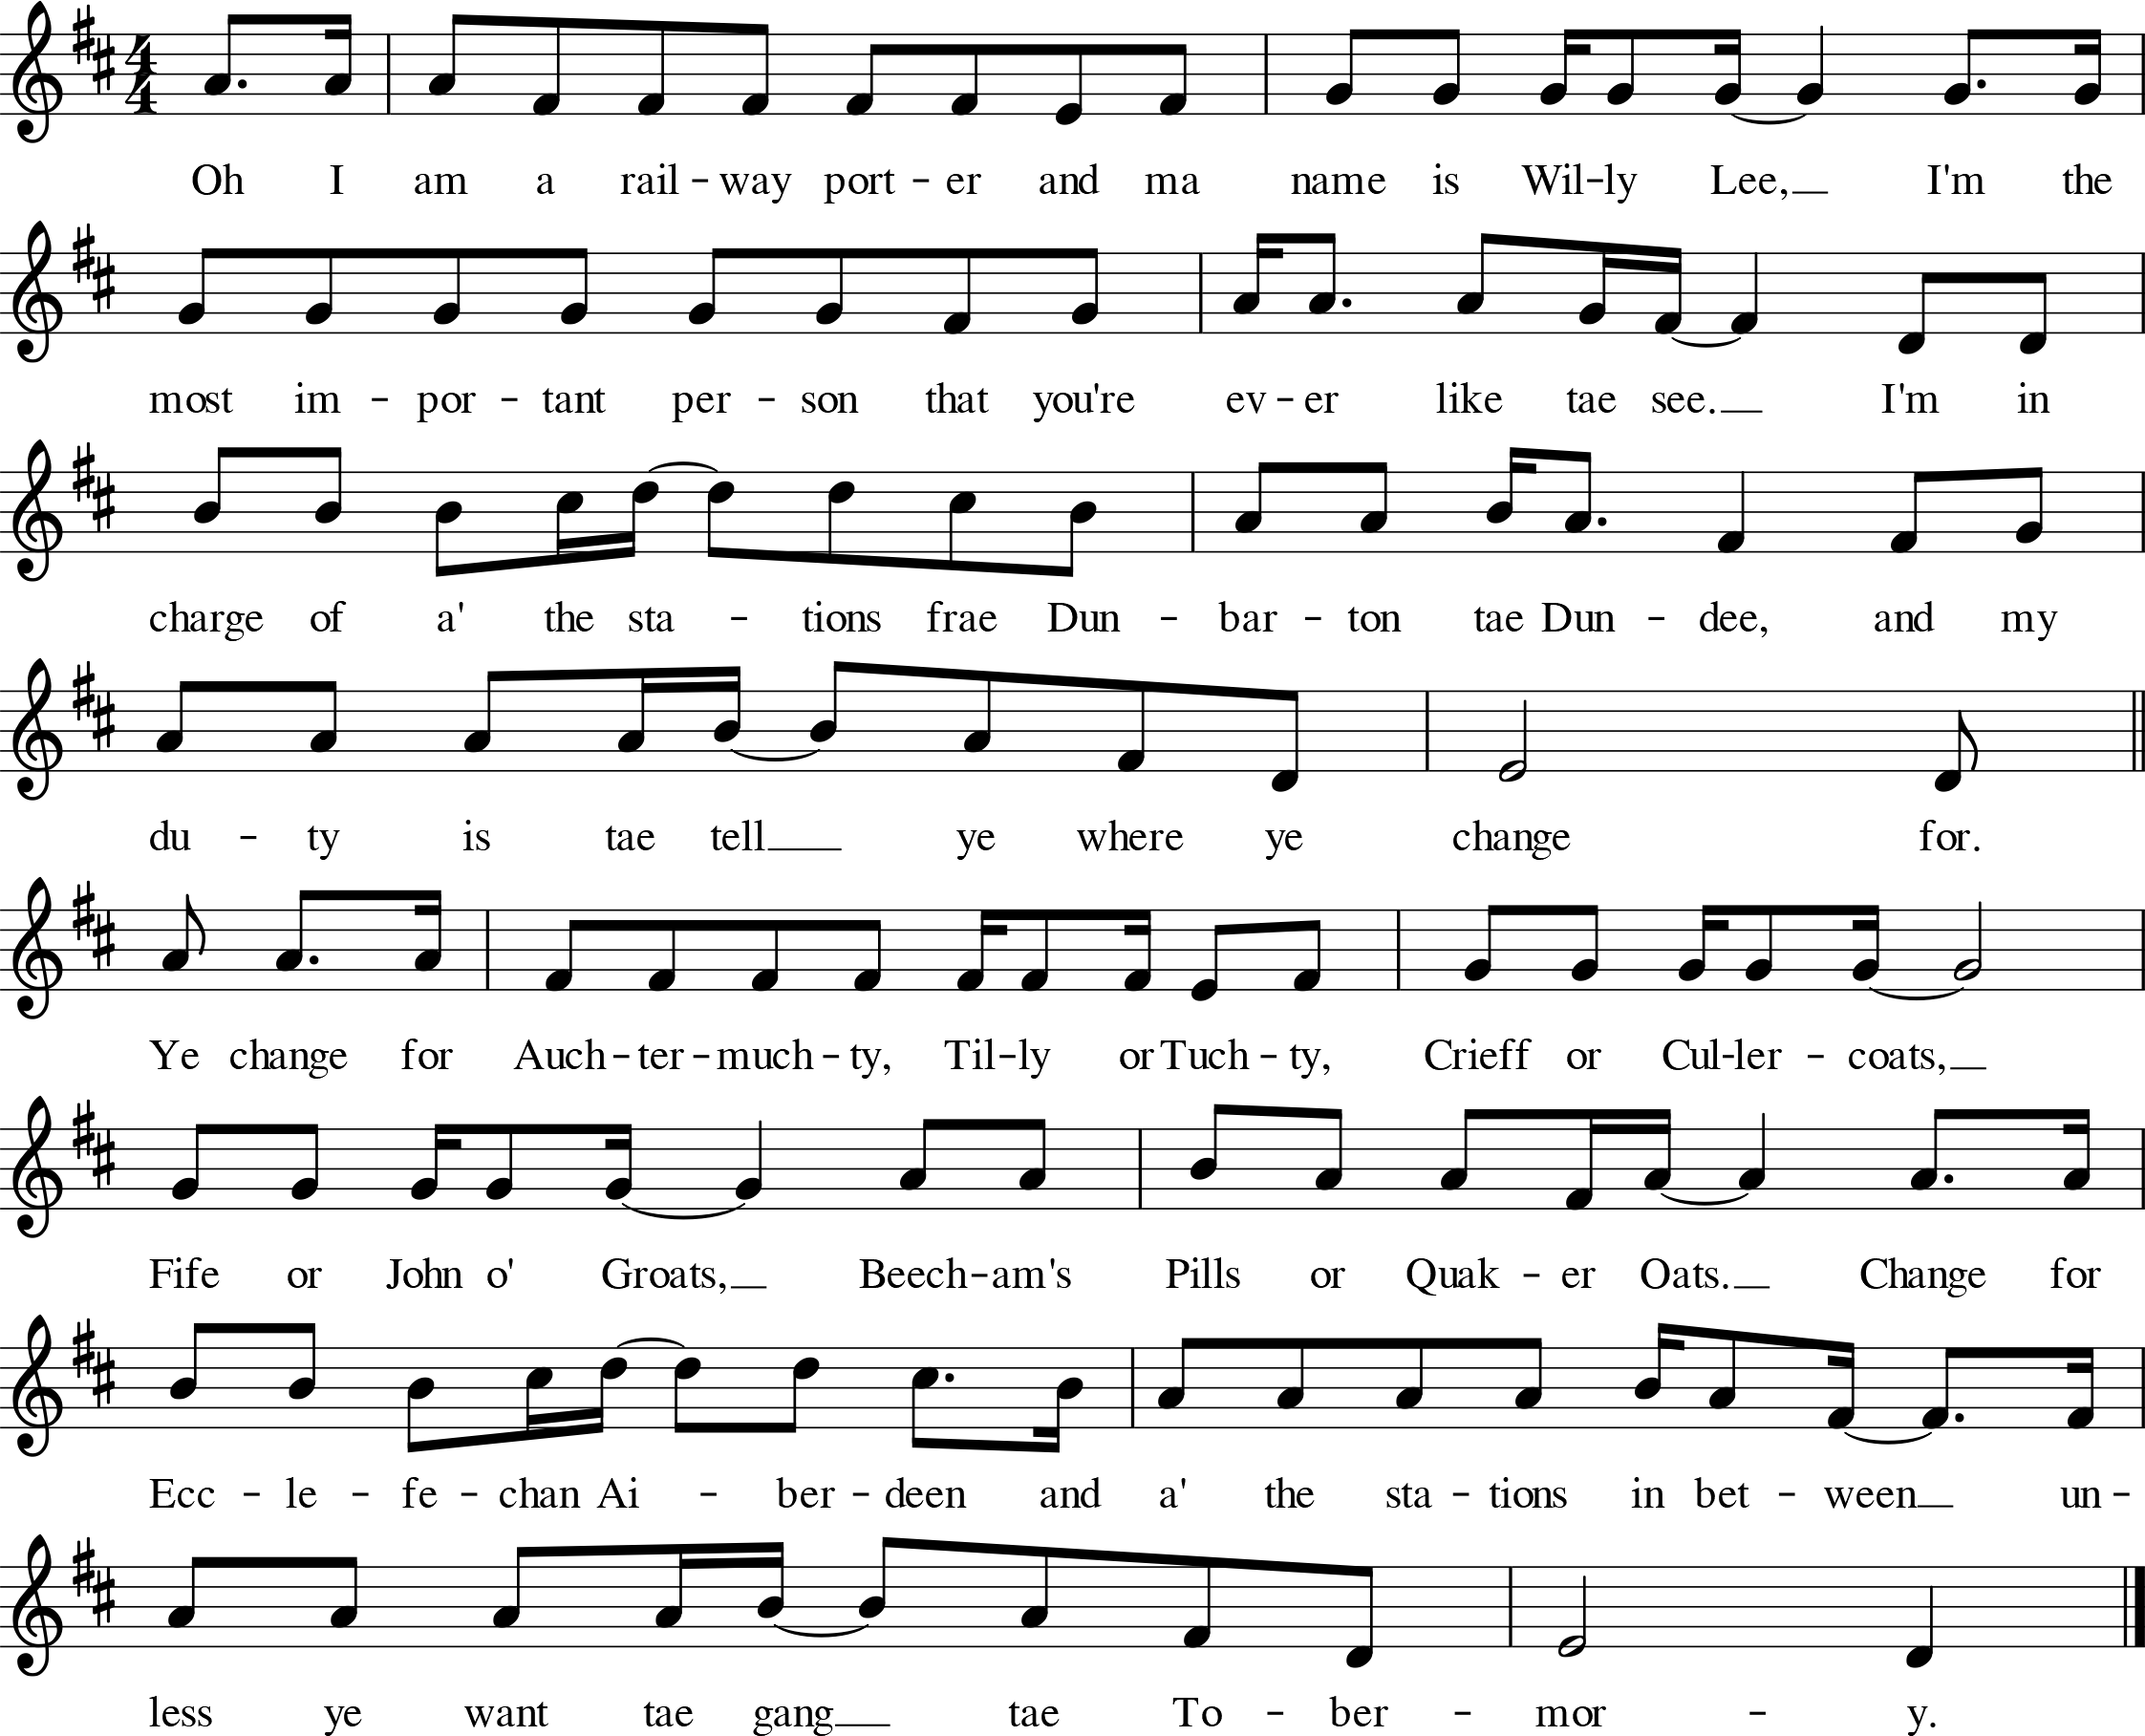 Oh I am a rail-way port-er and ma name is Wil-ly Lee, I'm the
most im-por-tant per-son that you're ev-er like tae see. I'm in
charge of a' the sta-tions frae Dun-bar-ton tae Dun-dee, and my
du-ty is tae tell ye where ye change for.
Ye change for Auch-ter-much-ty, Til-ly or Tuch-ty, Crieff or Cul-ler-coats,
Fife or John o' Groats, Beech-am's Pills or Quak-er Oats. Change for
Ecc-le-fe-chan Ai-ber-deen and a' the sta-tions in bet-ween un-
less ye want tae gang tae To-ber-mor-y.